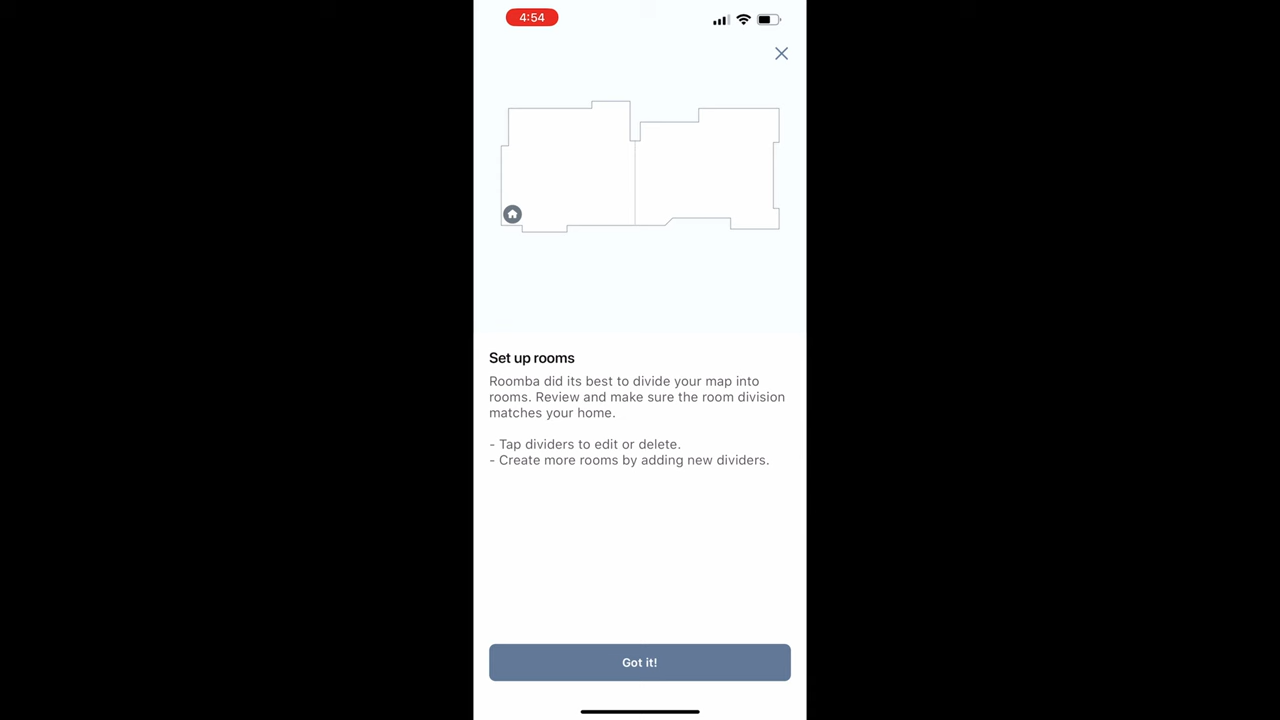 4:54
Set up rooms
Roomba did its best to divide your map into
rooms. Review and make sure the room division
matches your home.
- Tap dividers to edit or delete.
- Create more rooms by adding new dividers.
Got it!